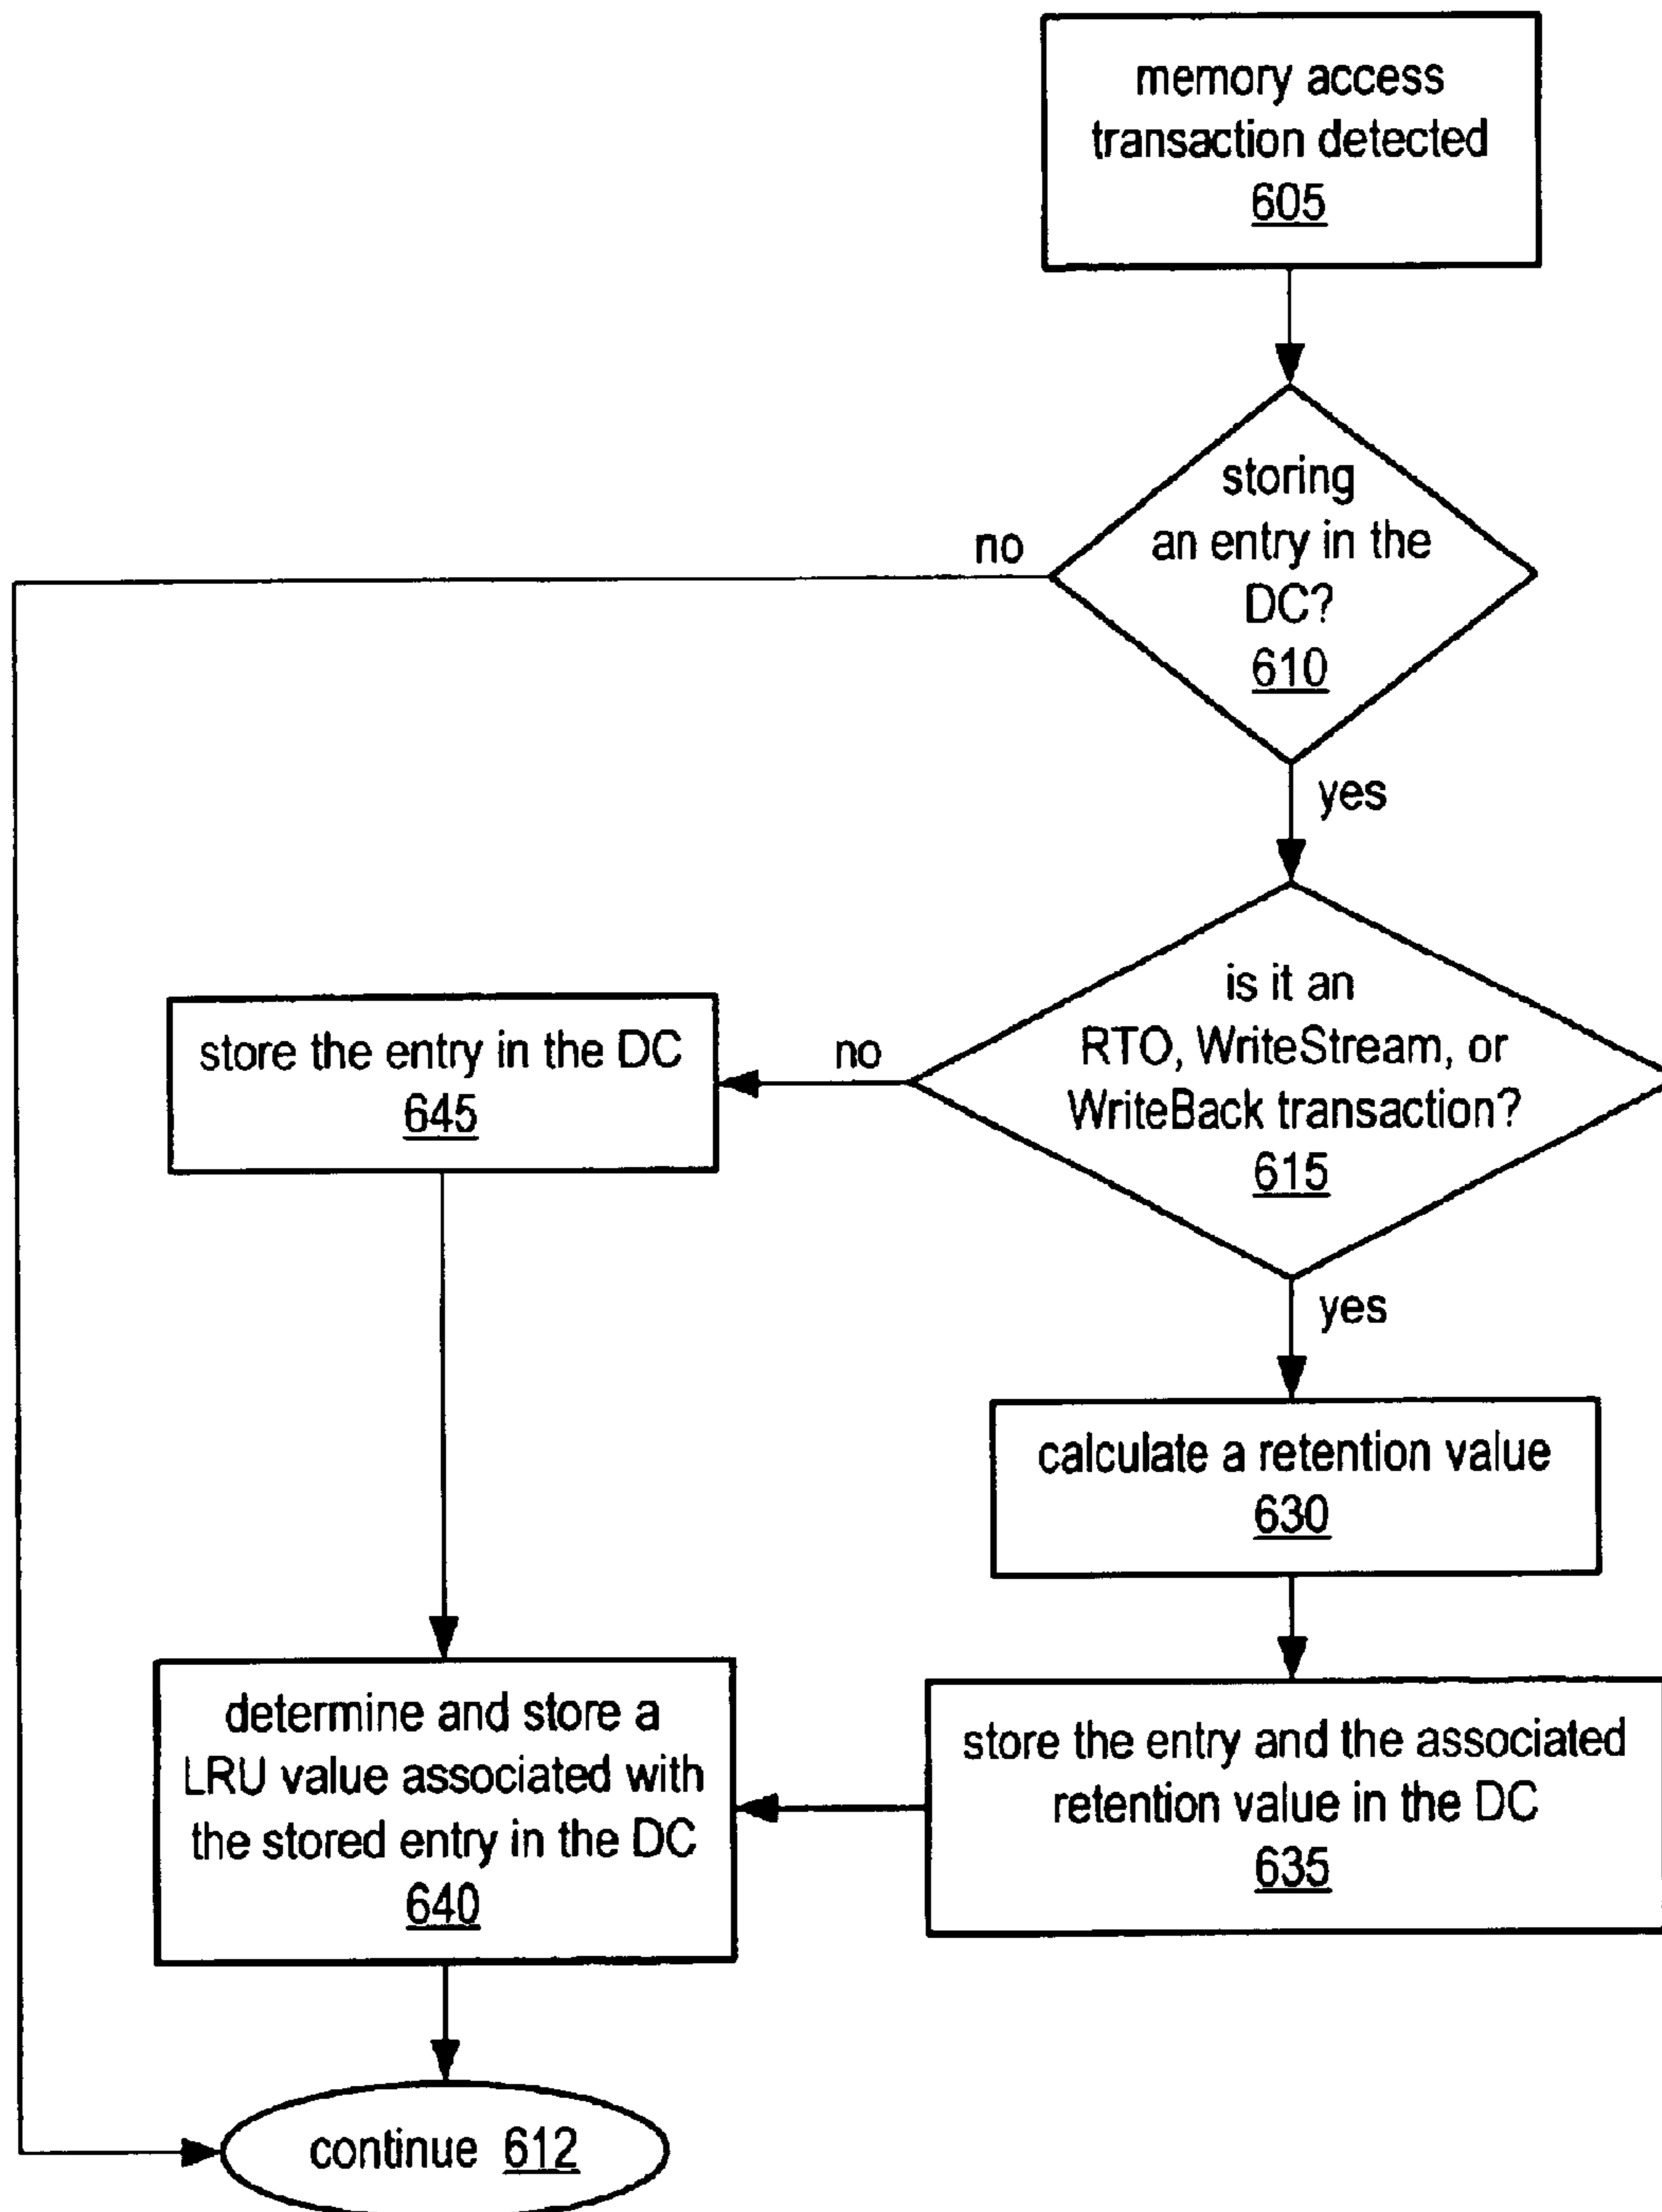 memory access
transaction detected
605
storing
an entry in the
DC?
610
no
yes
is it an
RTO, WriteStream, or
WriteBack transaction?
615
no
store the entry in the DC
645
yes
calculate a retention value
630
determine and store a
LRU value associated with
the stored entry in the DC
640
store the entry and the associated
retention value in the DC
635
continue 612